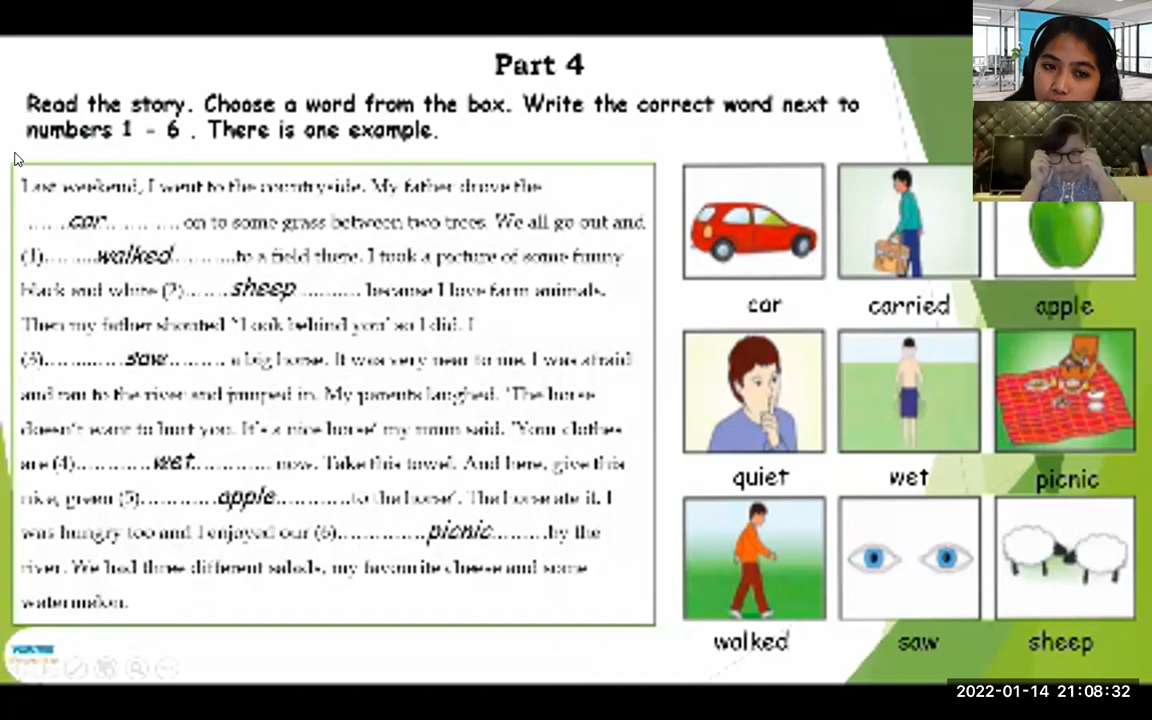 Part 4
Read the story. Choose a word from the box. Write the correct word next to
numbers 1 - 6 . There is one example.
Last weekend, I went to the countryside. My father drove the
......car............. on to some grass between two trees. We all go out and
(1).........walked...........to a field there. I took a picture of some funny
black and white (2).......sheep........... because I love farm animals.
Then my father shouted 'Look behind you' so I did. I
(3).............saw.......... a big horse. It was very near to me. I was afraid
and ran to the river and jumped in. My parents laughed. 'The horse
doesn't want to hurt you. It's a nice horse' my mum said. 'Your clothes
are (4).............wet............. now. Take this towel. And here, give this
nice, green (5).............apple.............to the horse'. The horse ate it. I
was hungry too and I enjoyed our (6)...............picnic.........by the
river. We had three different salads, my favourite cheese and some
watermelon.
car carried apple
quiet wet picnic
walked saw sheep
2022-01-14 21:08:32